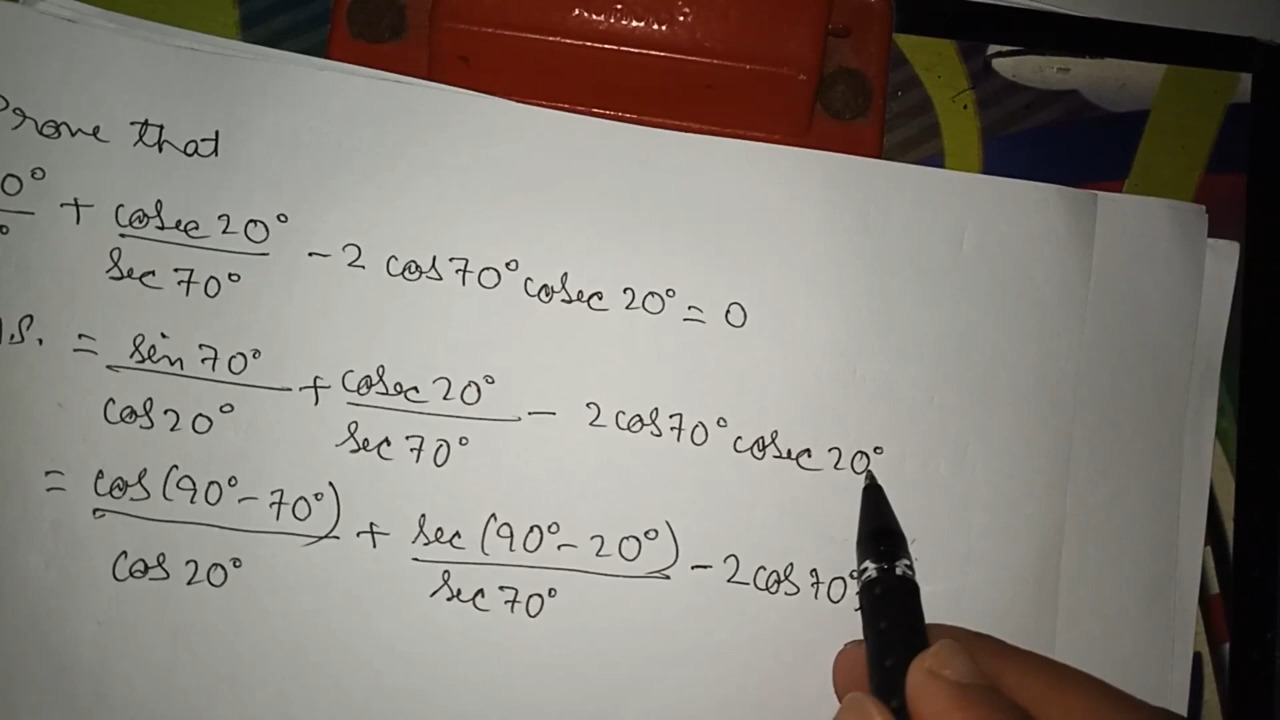 Prove that
0°/° + cosec 20°/sec 70° - 2 cos 70° cosec 20° = 0
.S. = sin 70°/cos 20° + cosec 20°/sec 70° - 2 cos 70° cosec 20°
= cos (90° - 70°)/cos 20° + sec (90° - 20°)/sec 70° - 2 cos 70°